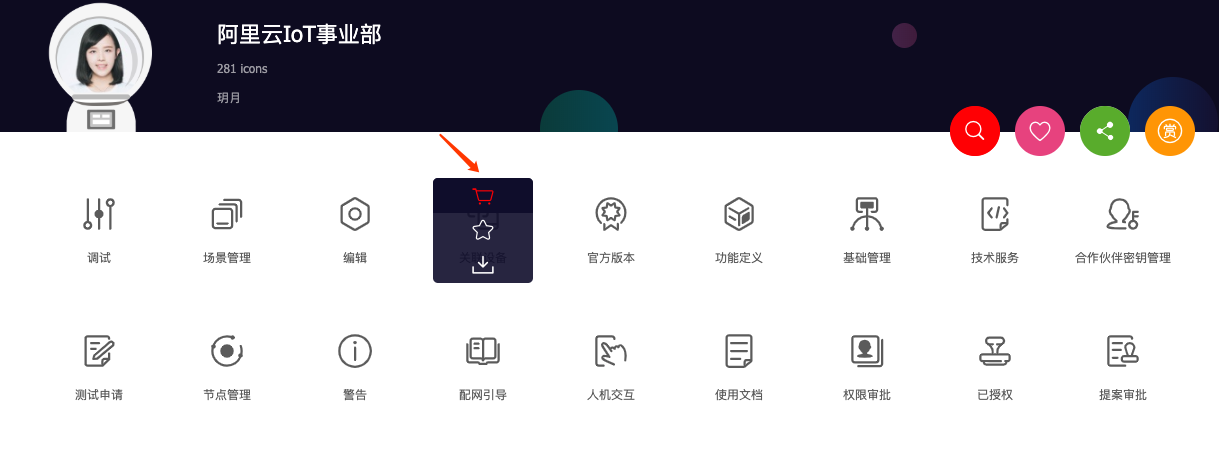 阿里云IoT事业部
281 icons
玥月
赏
调试
场景管理
编辑
关联设备
官方版本
功能定义
基础管理
技术服务
合作伙伴密钥管理
测试申请
节点管理
警告
配网引导
人机交互
使用文档
权限审批
已授权
提案审批